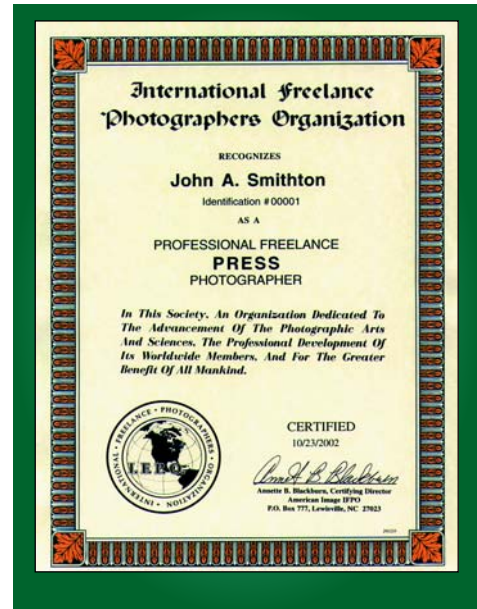 International Freelance
Photographers Organization
RECOGNIZES
John A. Smithton
Identification #00001
AS A
PROFESSIONAL FREELANCE
PRESS
PHOTOGRAPHER
In This Society, An Organization Dedicated To
The Advancement Of The Photographic Arts
And Sciences, The Professional Development Of
Its Worldwide Members, And For The Greater
Benefit Of All Mankind.
INTERNATIONAL • FREELANCE • PHOTOGRAPHERS • ORGANIZATION •
I.F.P.O.
CERTIFIED
10/23/2002
Annette B. Blackburn
Annette B. Blackburn, Certifying Director
American Image IFPO
P.O. Box 777, Lewisville, NC 27023